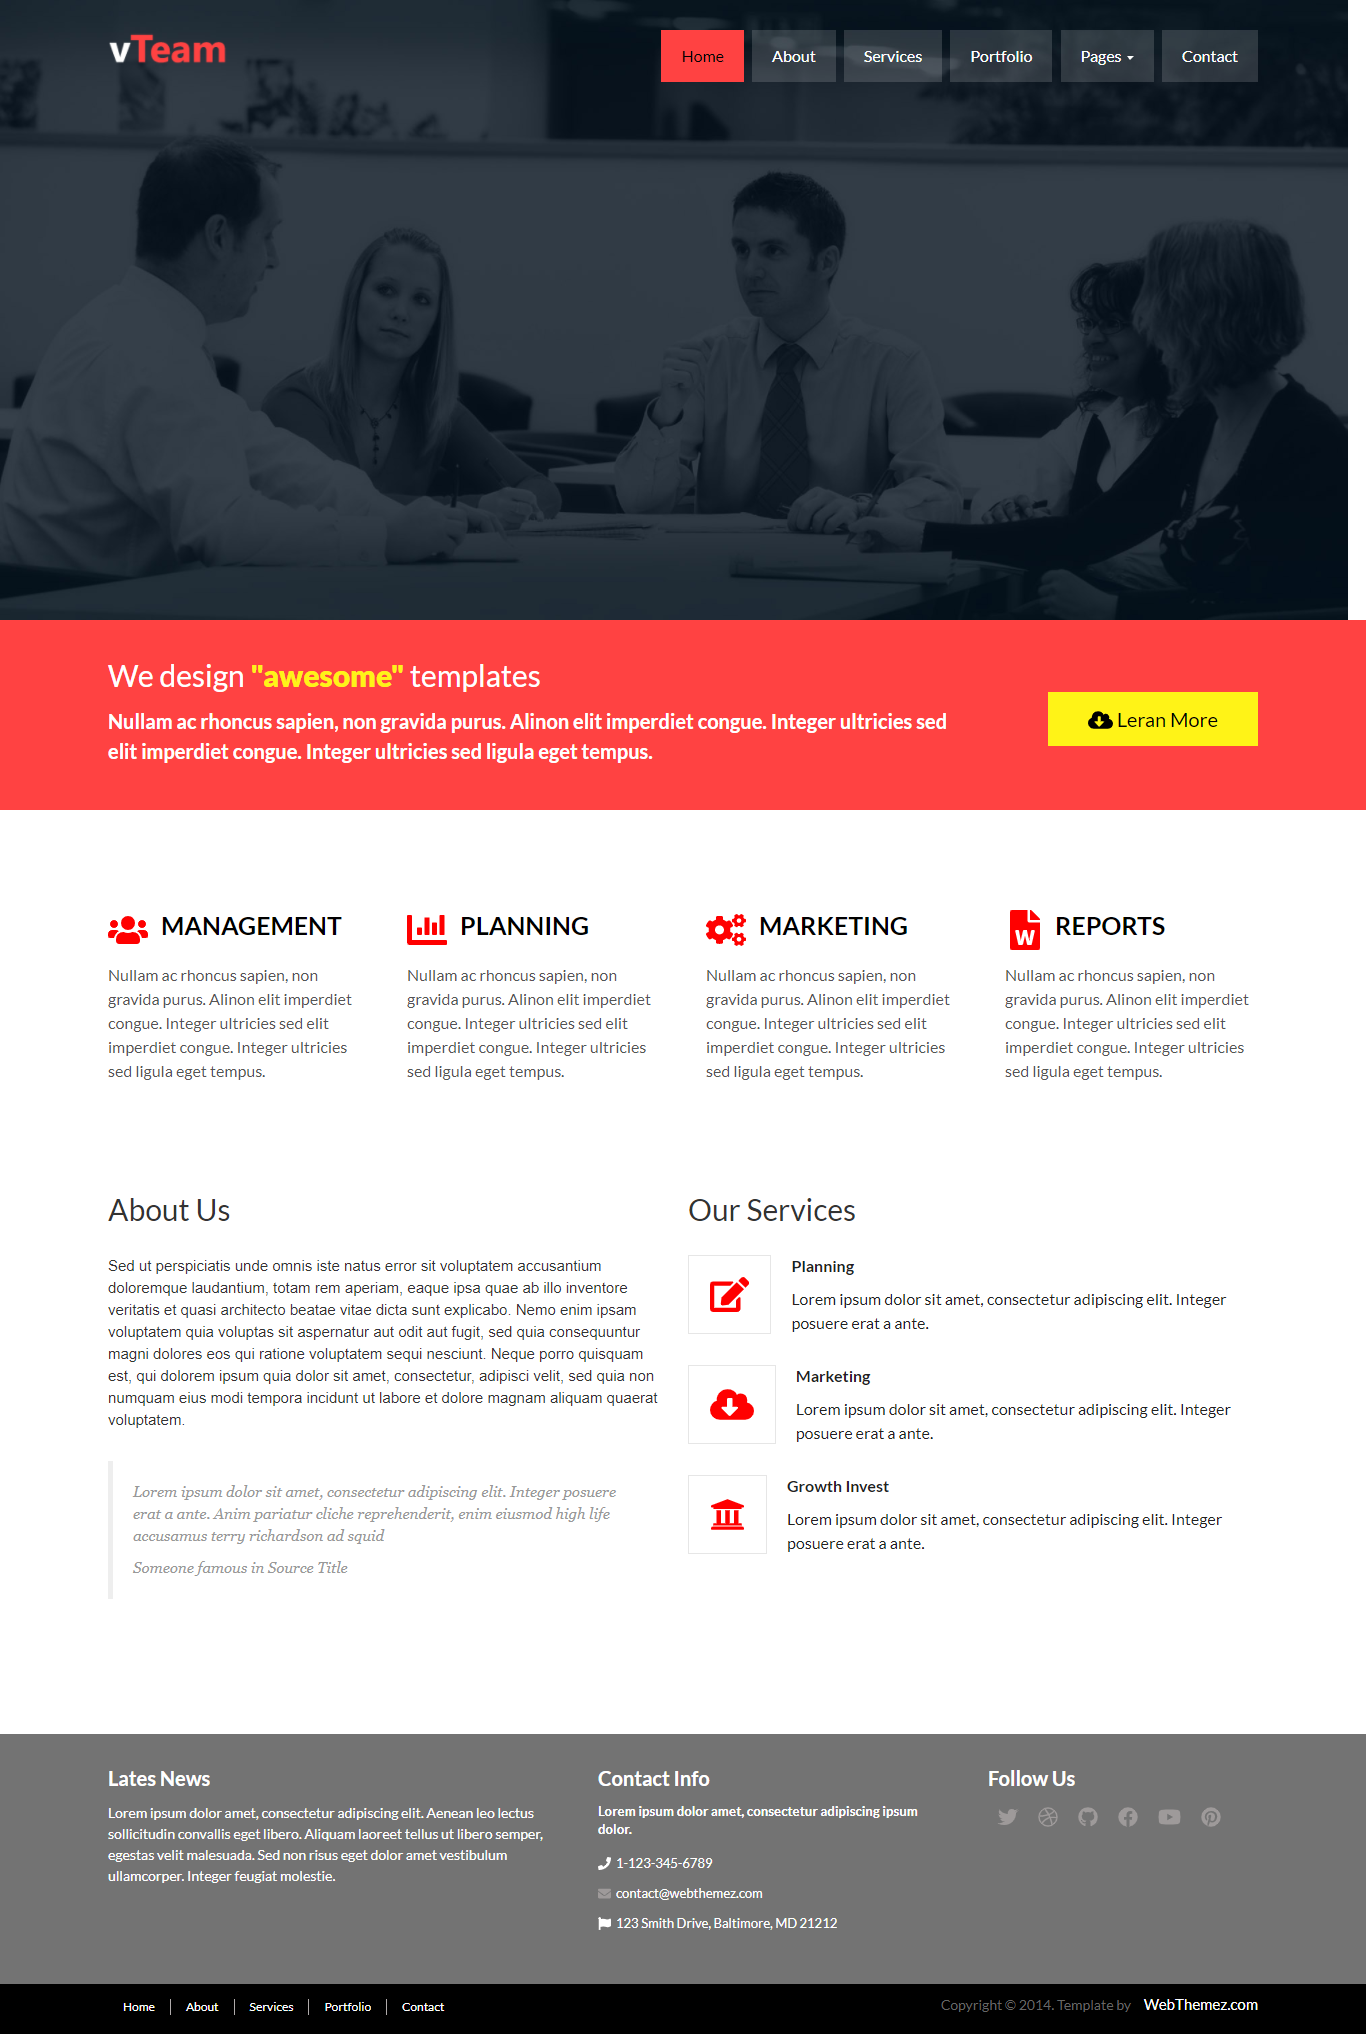 vTeam
Home About Services Portfolio Pages Contact
We design "awesome" templates
Nullam ac rhoncus sapien, non gravida purus. Alinon elit imperdiet congue. Integer ultricies sed
elit imperdiet congue. Integer ultricies sed ligula eget tempus.
Leran More
MANAGEMENT
Nullam ac rhoncus sapien, non
gravida purus. Alinon elit imperdiet
congue. Integer ultricies sed elit
imperdiet congue. Integer ultricies
sed ligula eget tempus.
PLANNING
Nullam ac rhoncus sapien, non
gravida purus. Alinon elit imperdiet
congue. Integer ultricies sed elit
imperdiet congue. Integer ultricies
sed ligula eget tempus.
MARKETING
Nullam ac rhoncus sapien, non
gravida purus. Alinon elit imperdiet
congue. Integer ultricies sed elit
imperdiet congue. Integer ultricies
sed ligula eget tempus.
W
REPORTS
Nullam ac rhoncus sapien, non
gravida purus. Alinon elit imperdiet
congue. Integer ultricies sed elit
imperdiet congue. Integer ultricies
sed ligula eget tempus.
About Us
Sed ut perspiciatis unde omnis iste natus error sit voluptatem accusantium
doloremque laudantium, totam rem aperiam, eaque ipsa quae ab illo inventore
veritatis et quasi architecto beatae vitae dicta sunt explicabo. Nemo enim ipsam
voluptatem quia voluptas sit aspernatur aut odit aut fugit, sed quia consequuntur
magni dolores eos qui ratione voluptatem sequi nesciunt. Neque porro quisquam
est, qui dolorem ipsum quia dolor sit amet, consectetur, adipisci velit, sed quia non
numquam eius modi tempora incidunt ut labore et dolore magnam aliquam quaerat
voluptatem.
Lorem ipsum dolor sit amet, consectetur adipiscing elit. Integer posuere
erat a ante. Anim pariatur cliche reprehenderit, enim eiusmod high life
accusamus terry richardson ad squid
Someone famous in Source Title
Our Services
Planning
Lorem ipsum dolor sit amet, consectetur adipiscing elit. Integer
posuere erat a ante.
Marketing
Lorem ipsum dolor sit amet, consectetur adipiscing elit. Integer
posuere erat a ante.
Growth Invest
Lorem ipsum dolor sit amet, consectetur adipiscing elit. Integer
posuere erat a ante.
Lates News
Lorem ipsum dolor amet, consectetur adipiscing elit. Aenean leo lectus
sollicitudin convallis eget libero. Aliquam laoreet tellus ut libero semper,
egestas velit malesuada. Sed non risus eget dolor amet vestibulum
ullamcorper. Integer feugiat molestie.
Contact Info
Lorem ipsum dolor amet, consectetur adipiscing ipsum
dolor.
1-123-345-6789
contact@webthemez.com
123 Smith Drive, Baltimore, MD 21212
Follow Us
Home About Services Portfolio Contact
Copyright © 2014. Template by WebThemez.com